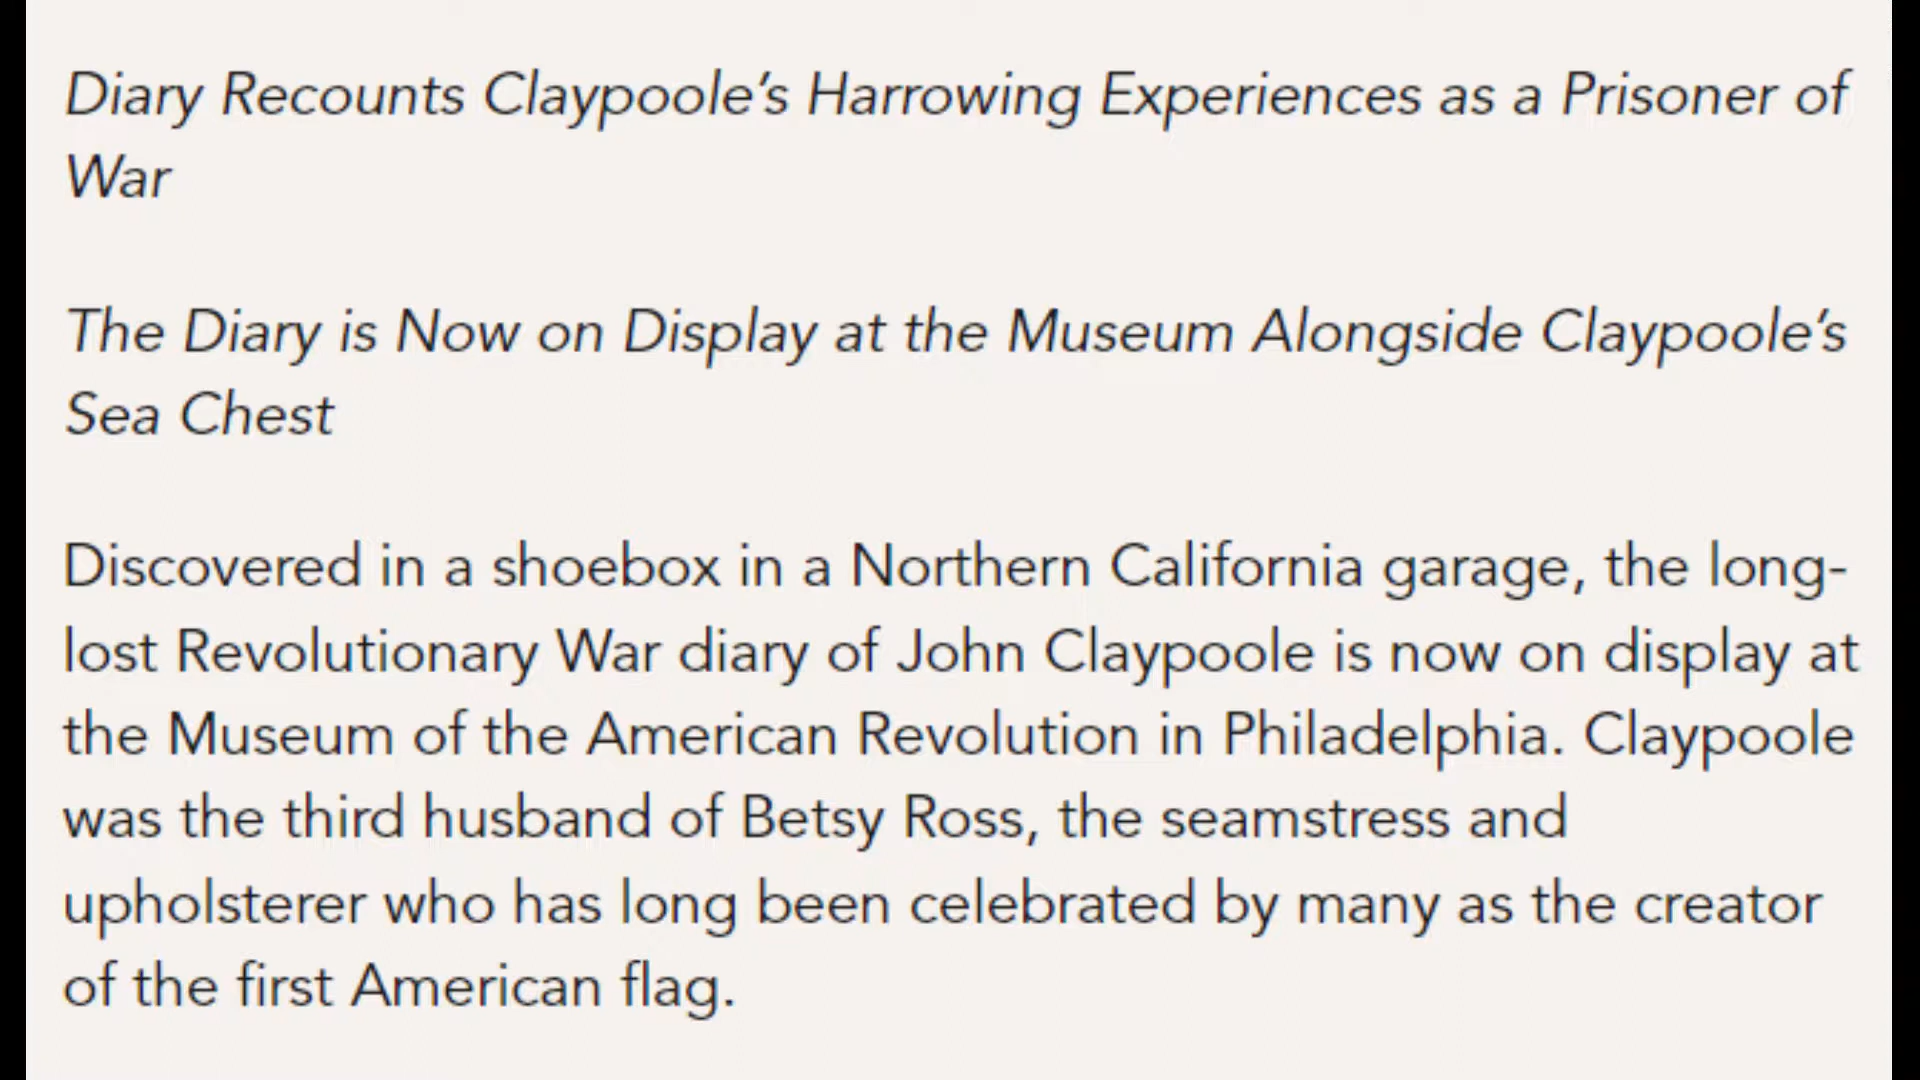 Diary Recounts Claypoole’s Harrowing Experiences as a Prisoner of
War
The Diary is Now on Display at the Museum Alongside Claypoole’s
Sea Chest
Discovered in a shoebox in a Northern California garage, the long-
lost Revolutionary War diary of John Claypoole is now on display at
the Museum of the American Revolution in Philadelphia. Claypoole
was the third husband of Betsy Ross, the seamstress and
upholsterer who has long been celebrated by many as the creator
of the first American flag.